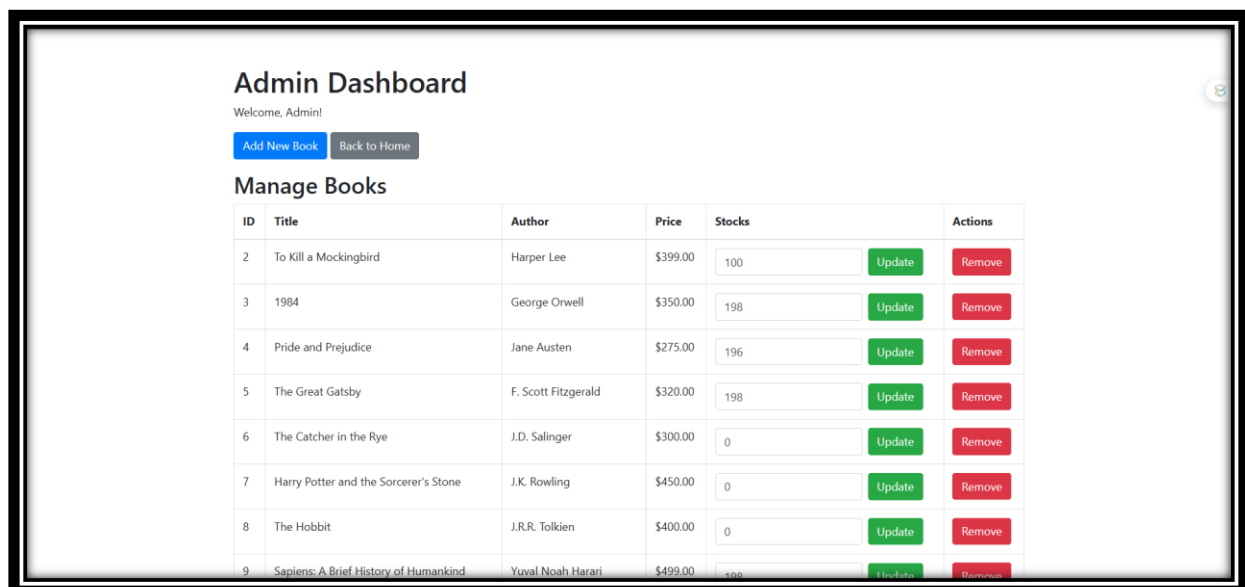 Admin Dashboard
Welcome, Admin!
Add New Book Back to Home
Manage Books
ID Title Author Price Stocks Actions
2 To Kill a Mockingbird Harper Lee $399.00 100 Update Remove
3 1984 George Orwell $350.00 198 Update Remove
4 Pride and Prejudice Jane Austen $275.00 196 Update Remove
5 The Great Gatsby F. Scott Fitzgerald $320.00 198 Update Remove
6 The Catcher in the Rye J.D. Salinger $300.00 0 Update Remove
7 Harry Potter and the Sorcerer's Stone J.K. Rowling $450.00 0 Update Remove
8 The Hobbit J.R.R. Tolkien $400.00 0 Update Remove
9 Sapiens: A Brief History of Humankind Yuval Noah Harari $499.00 198 Update Remove